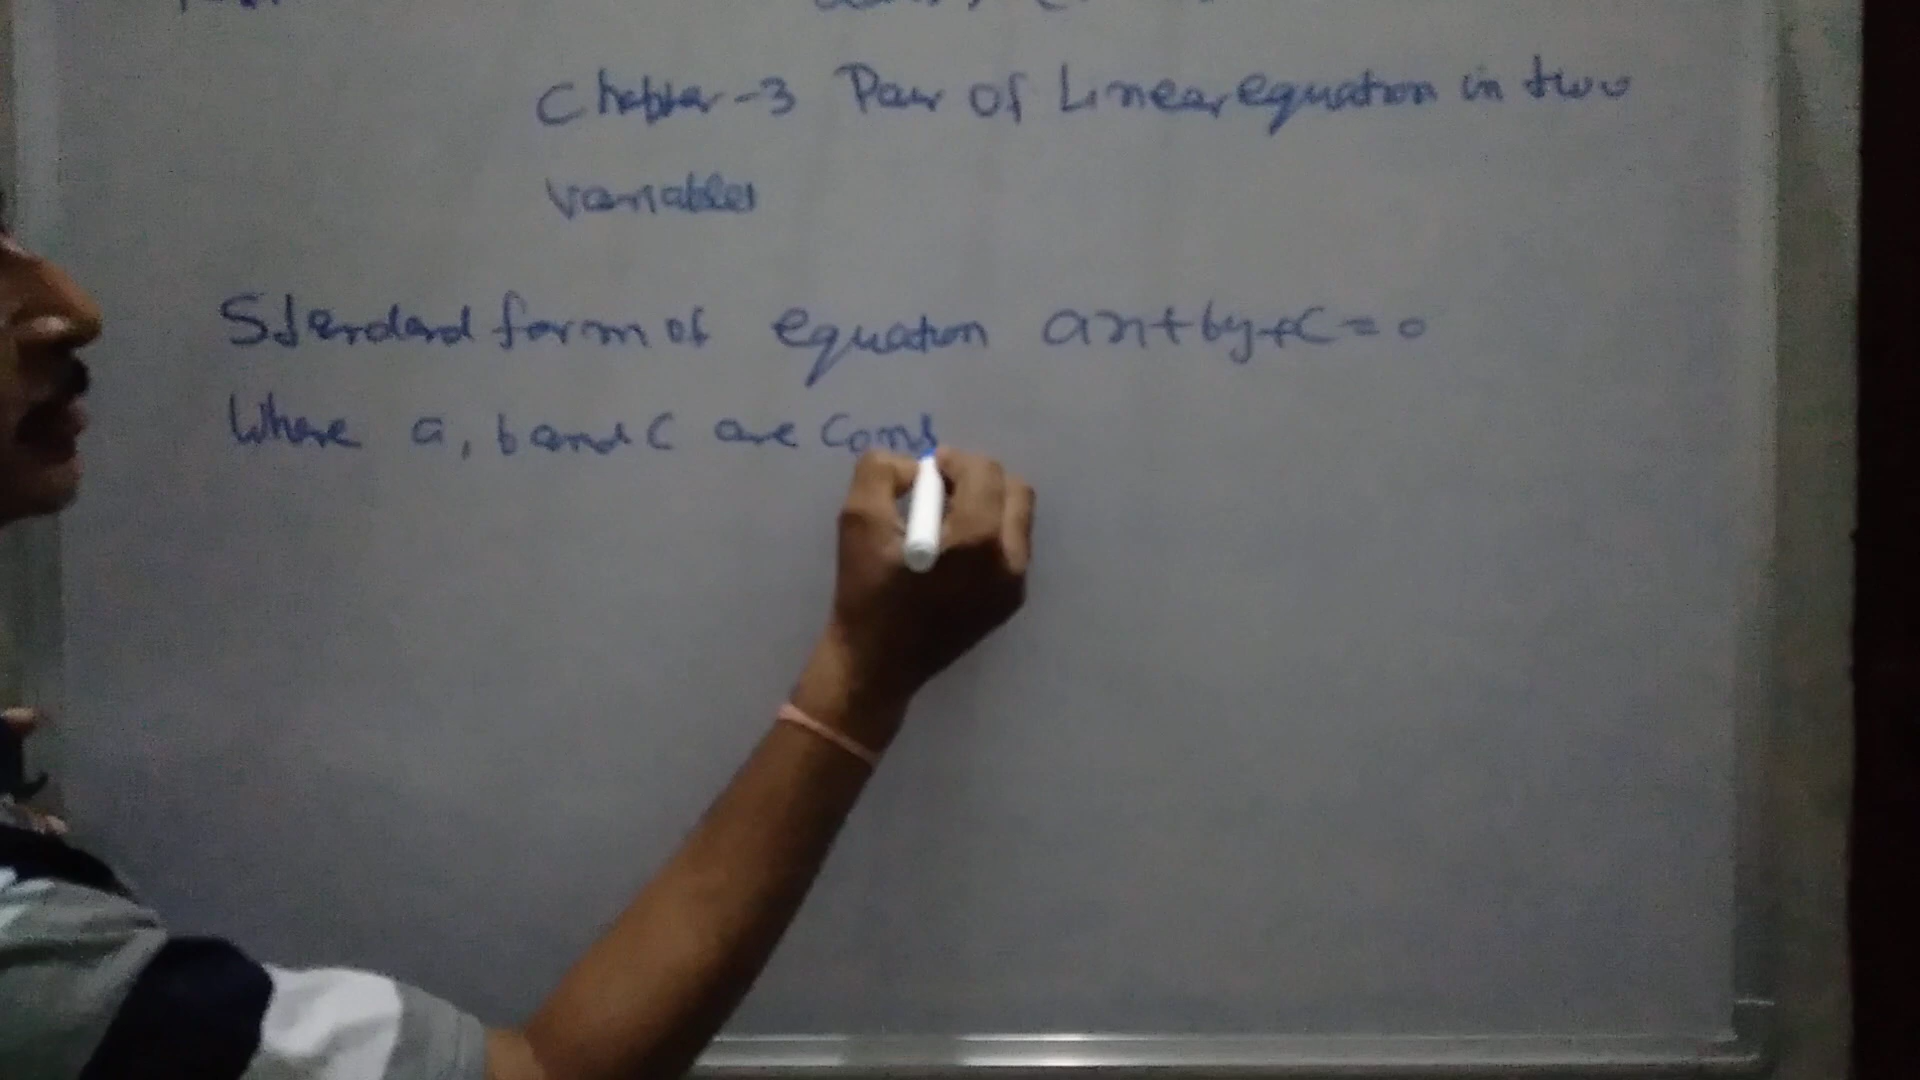 Chapter -3 Pair of Linear equation in two
variables
Standard form of equation ax+by+c=0
Where a, b and c are cons